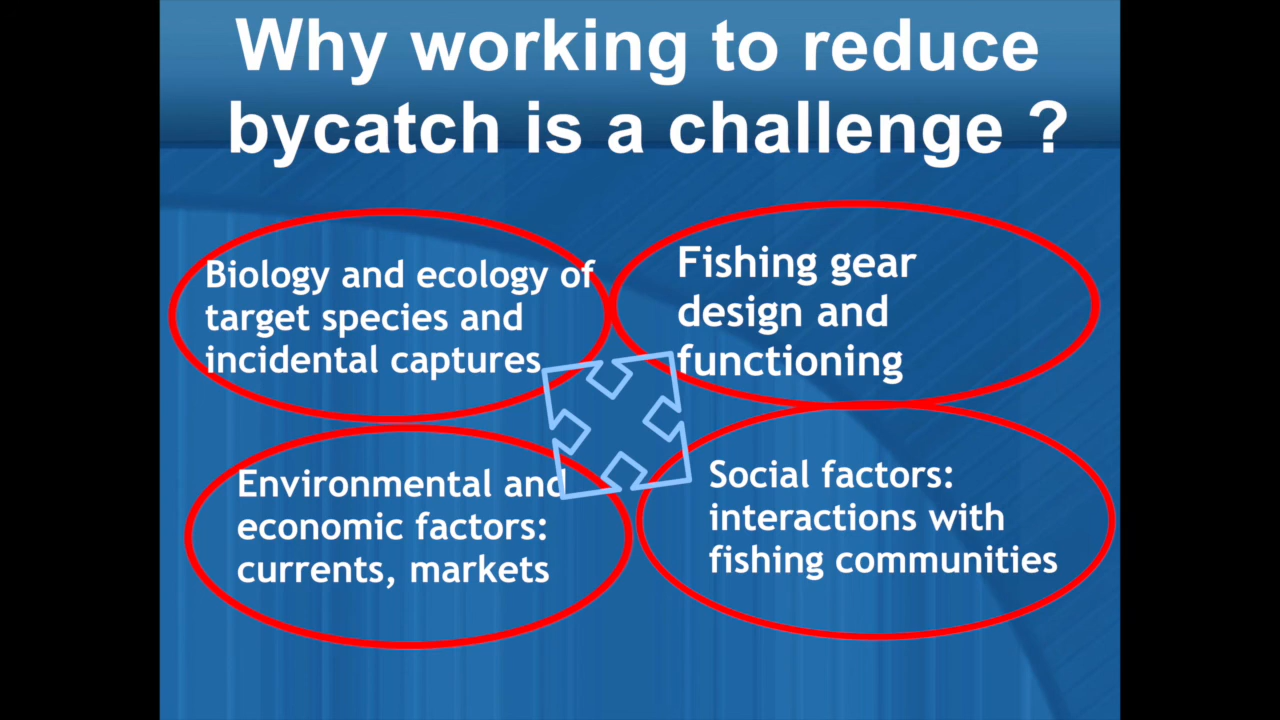 Why working to reduce
bycatch is a challenge ?
Biology and ecology of
target species and
incidental captures
Fishing gear
design and
functioning
Environmental and
economic factors:
currents, markets
Social factors:
interactions with
fishing communities